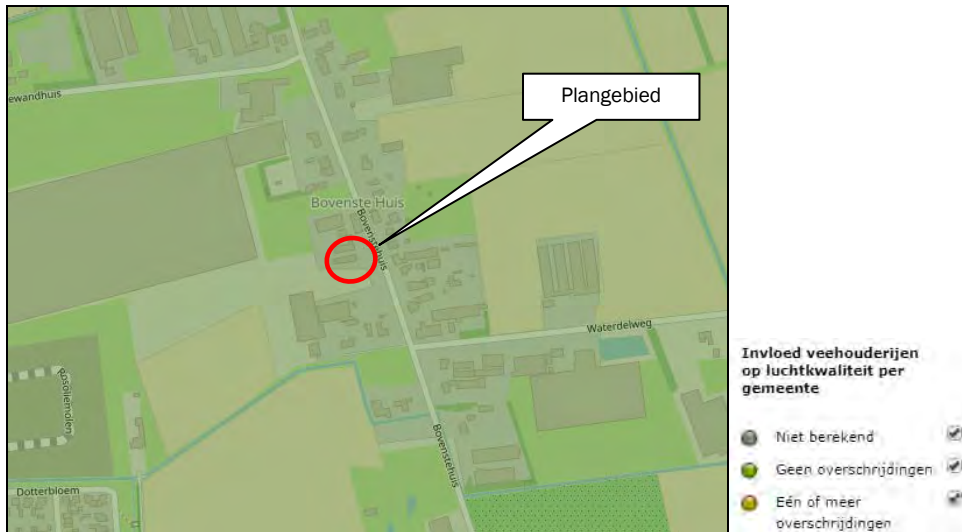 Plangebied
ewandhuis
Bovenste Huis
Bovenstehuis
Waterdelweg
Rosoliemolen
Bovenstehuis
Dotterbloem
Invloed veehouderijen
op luchtkwaliteit per
gemeente
Niet berekend
Geen overschrijdingen
Eén of meer
overschrijdingen